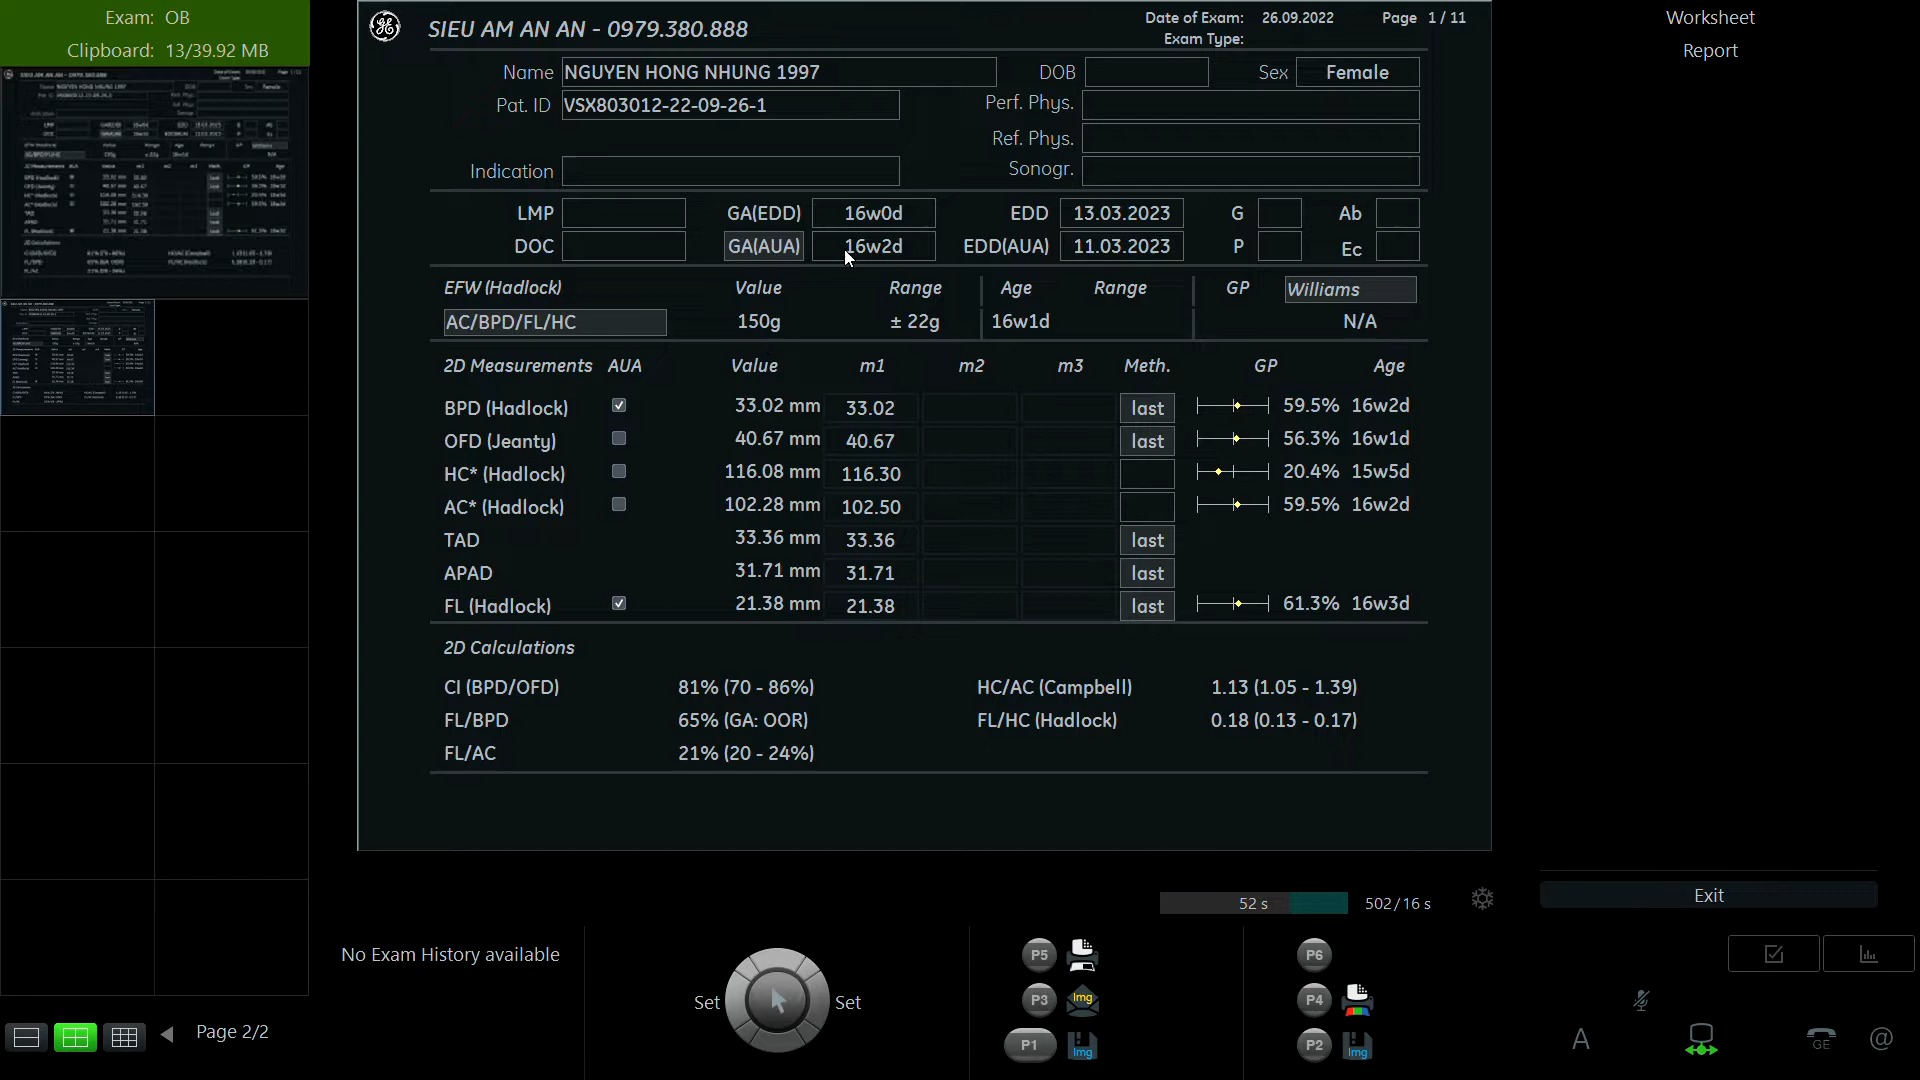 Exam: OB
Clipboard: 13/39.92 MB
SIEU AM AN AN - 0979.380.888
Date of Exam: 26.09.2022 Page 1 / 11
Exam Type:
Worksheet
Report
Name NGUYEN HONG NHUNG 1997 DOB Sex Female
Pat. ID VSX803012-22-09-26-1 Perf. Phys.
Ref. Phys.
Indication Sonogr.
LMP GA(EDD) 16w0d EDD 13.03.2023 G Ab
DOC GA(AUA) 16w2d EDD(AUA) 11.03.2023 P Ec
EFW (Hadlock) Value Range Age Range GP Williams
AC/BPD/FL/HC 150g ± 22g 16w1d N/A
2D Measurements AUA Value m1 m2 m3 Meth. GP Age
BPD (Hadlock) 33.02 mm 33.02 last 59.5% 16w2d
OFD (Jeanty) 40.67 mm 40.67 last 56.3% 16w1d
HC* (Hadlock) 116.08 mm 116.30 20.4% 15w5d
AC* (Hadlock) 102.28 mm 102.50 59.5% 16w2d
TAD 33.36 mm 33.36 last
APAD 31.71 mm 31.71 last
FL (Hadlock) 21.38 mm 21.38 last 61.3% 16w3d
2D Calculations
CI (BPD/OFD) 81% (70 - 86%) HC/AC (Campbell) 1.13 (1.05 - 1.39)
FL/BPD 65% (GA: OOR) FL/HC (Hadlock) 0.18 (0.13 - 0.17)
FL/AC 21% (20 - 24%)
52 s 502/16 s
Exit
No Exam History available
Set Set
P5 P6
P3 Img P4
P1 Img P2 Img
Page 2/2
A GE @